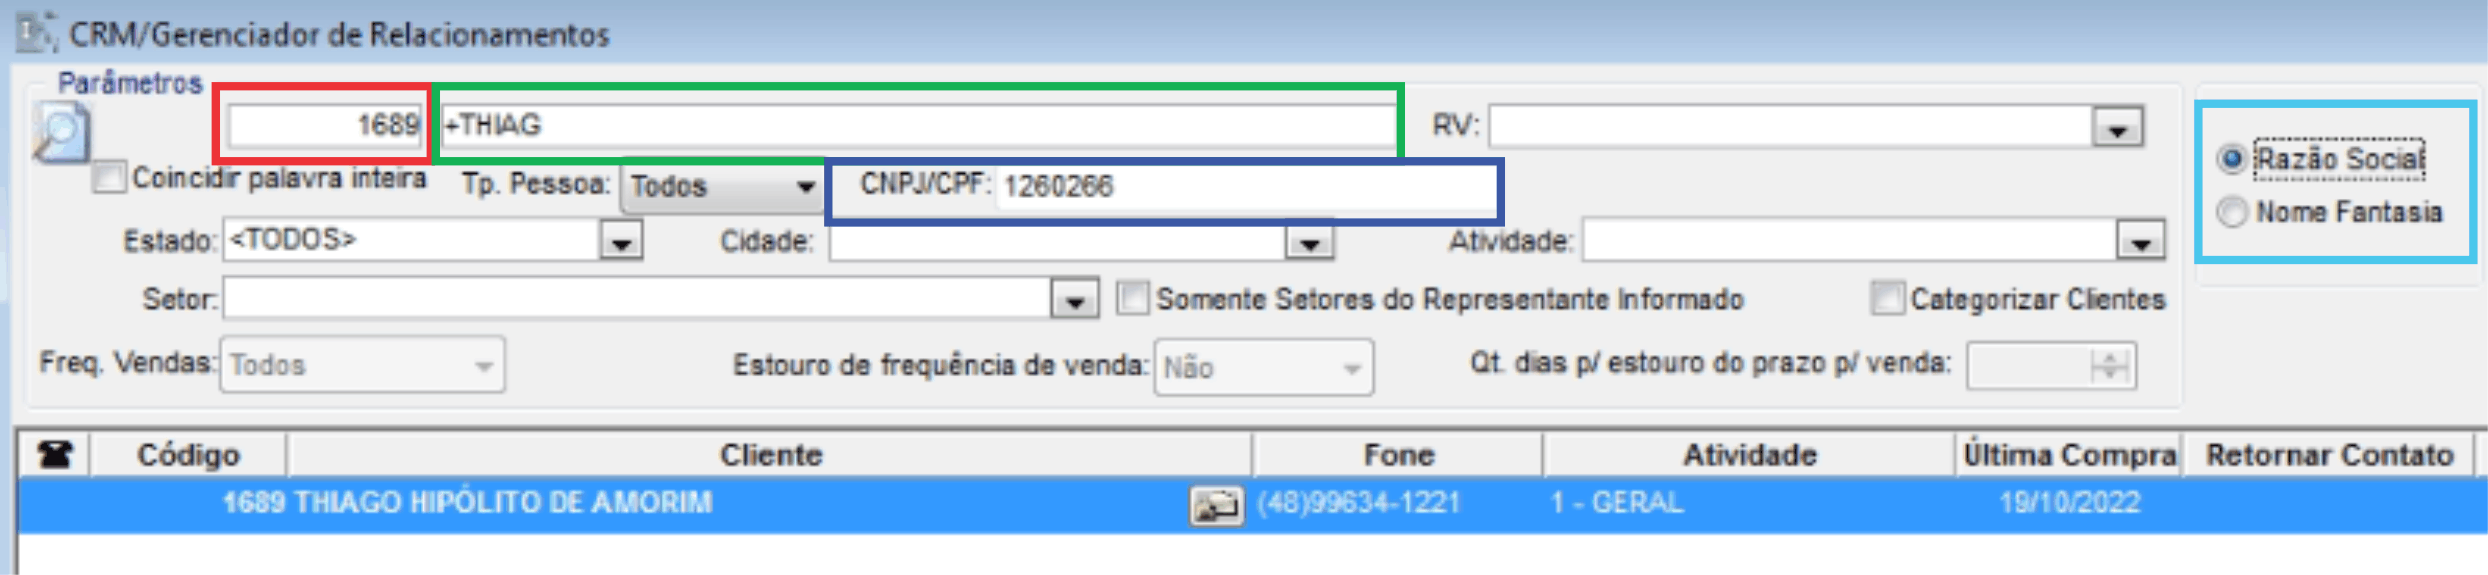 CRM/Gerenciador de Relacionamentos
Parâmetros
1689 +THIAG RV:
Coincidir palavra inteira Tp. Pessoa: Todos CNPJ/CPF: 1260266
Razão Social
Nome Fantasia
Estado: <TODOS> Cidade: Atividade:
Setor: Somente Setores do Representante Informado Categorizar Clientes
Freq. Vendas: Todos Estouro de frequência de venda: Não Qt. dias p/ estouro do prazo p/ venda:
Código Cliente Fone Atividade Última Compra Retornar Contato
1689 THIAGO HIPÓLITO DE AMORIM (48)99634-1221 1 - GERAL 19/10/2022